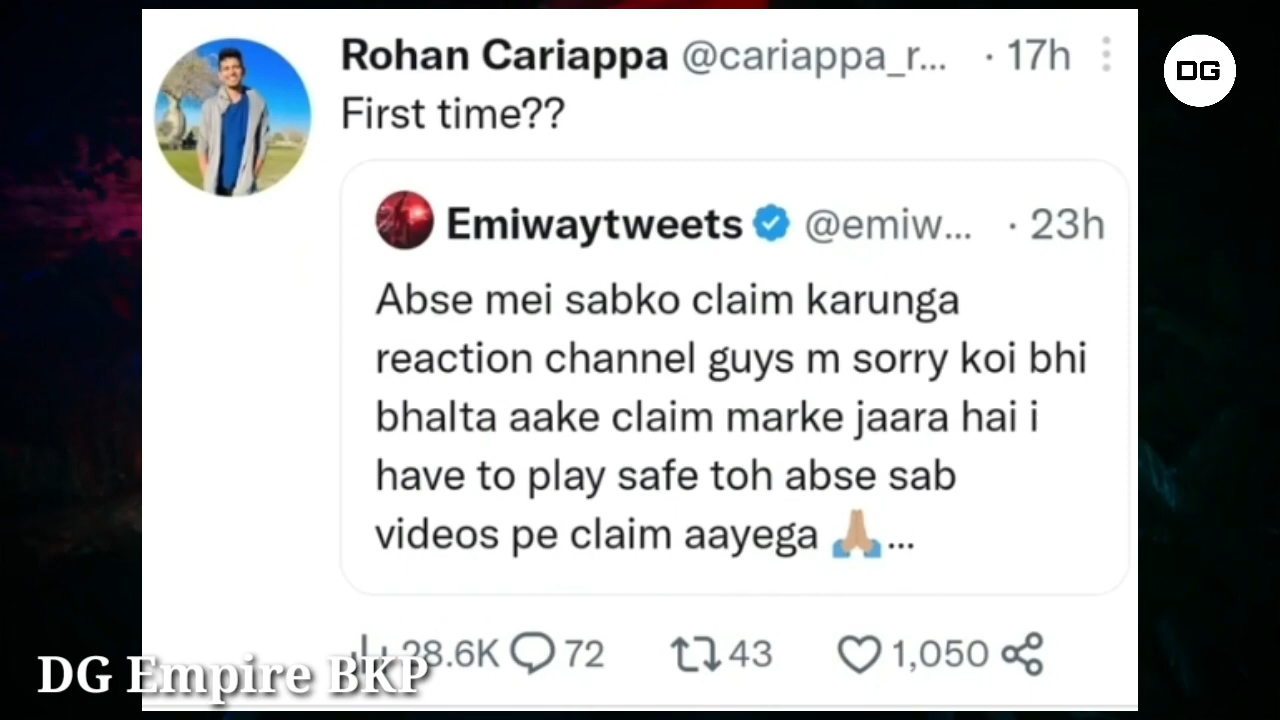 Rohan Cariappa @cariappa_r... · 17h
DG
First time??
Emiwaytweets @emiw... · 23h
Abse mei sabko claim karunga
reaction channel guys m sorry koi bhi
bhalta aake claim marke jaara hai i
have to play safe toh abse sab
videos pe claim aayega 🙏🏼...
28.6K 72 43 1,050
DG Empire BKP